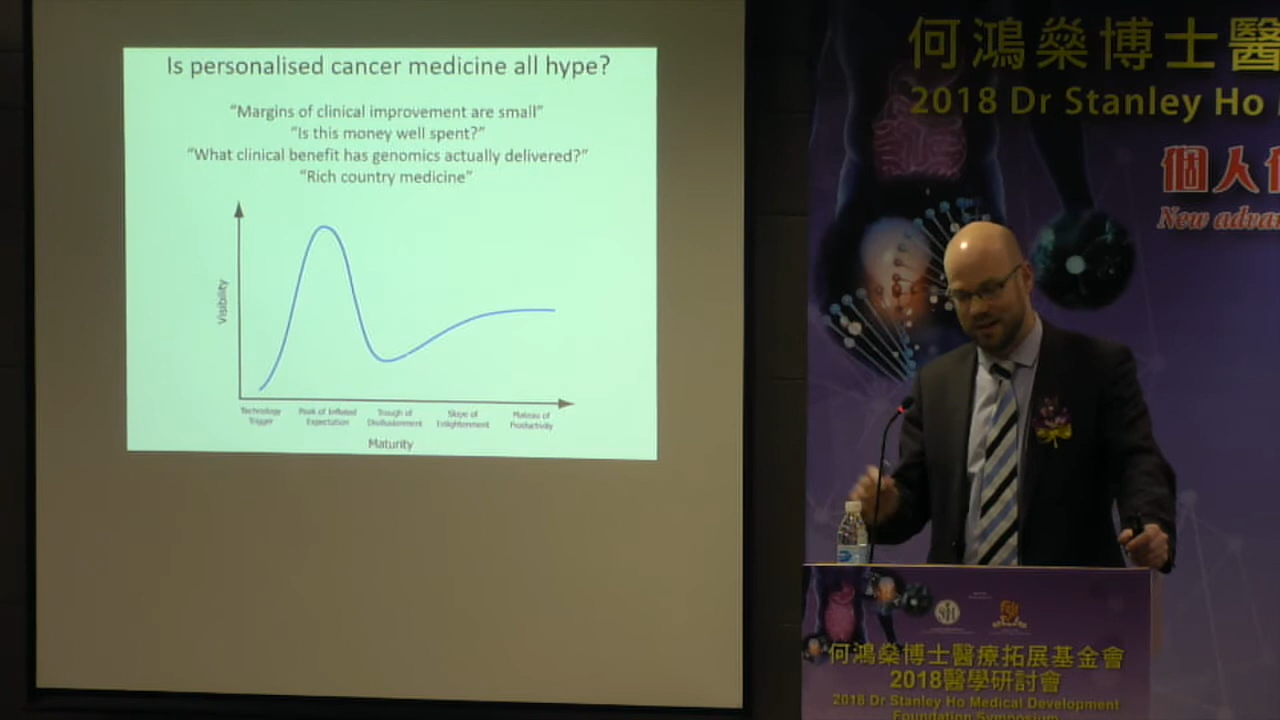 Is personalised cancer medicine all hype?
“Margins of clinical improvement are small”
“Is this money well spent?”
“What clinical benefit has genomics actually delivered?”
“Rich country medicine”
Visibility
Technology Trigger
Peak of Inflated Expectation
Trough of Disillusionment
Slope of Enlightenment
Plateau of Productivity
Maturity
何鴻燊博士醫
2018 Dr Stanley Ho
個人
New advan
何鴻燊博士醫療拓展基金會
2018醫學研討會
2018 Dr Stanley Ho Medical Development
Foundation Symposium